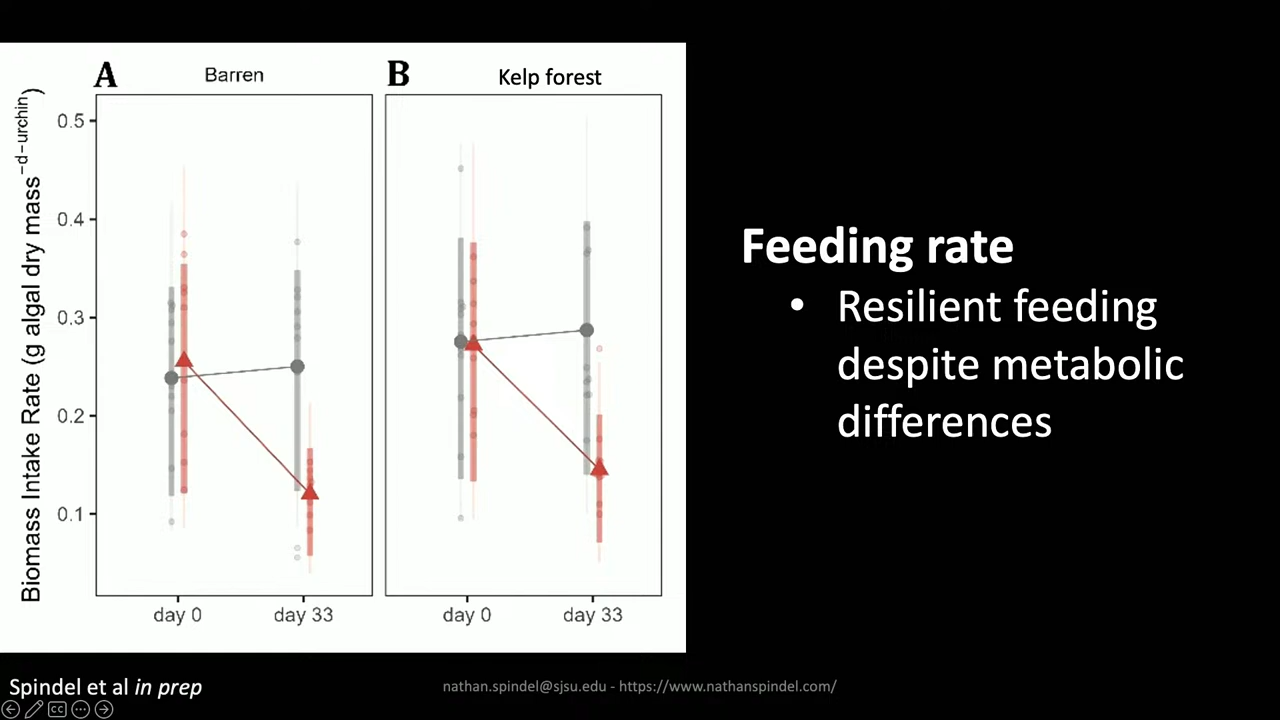 A
Barren
B
Kelp forest
Biomass Intake Rate (g algal dry mass⁻ᵈ⁻ᵘʳᶜʰⁱⁿ)
0.5
0.4
0.3
0.2
0.1
day 0
day 33
day 0
day 33
Feeding rate
• Resilient feeding
despite metabolic
differences
Spindel et al in prep
nathan.spindel@sjsu.edu - https://www.nathanspindel.com/
CC